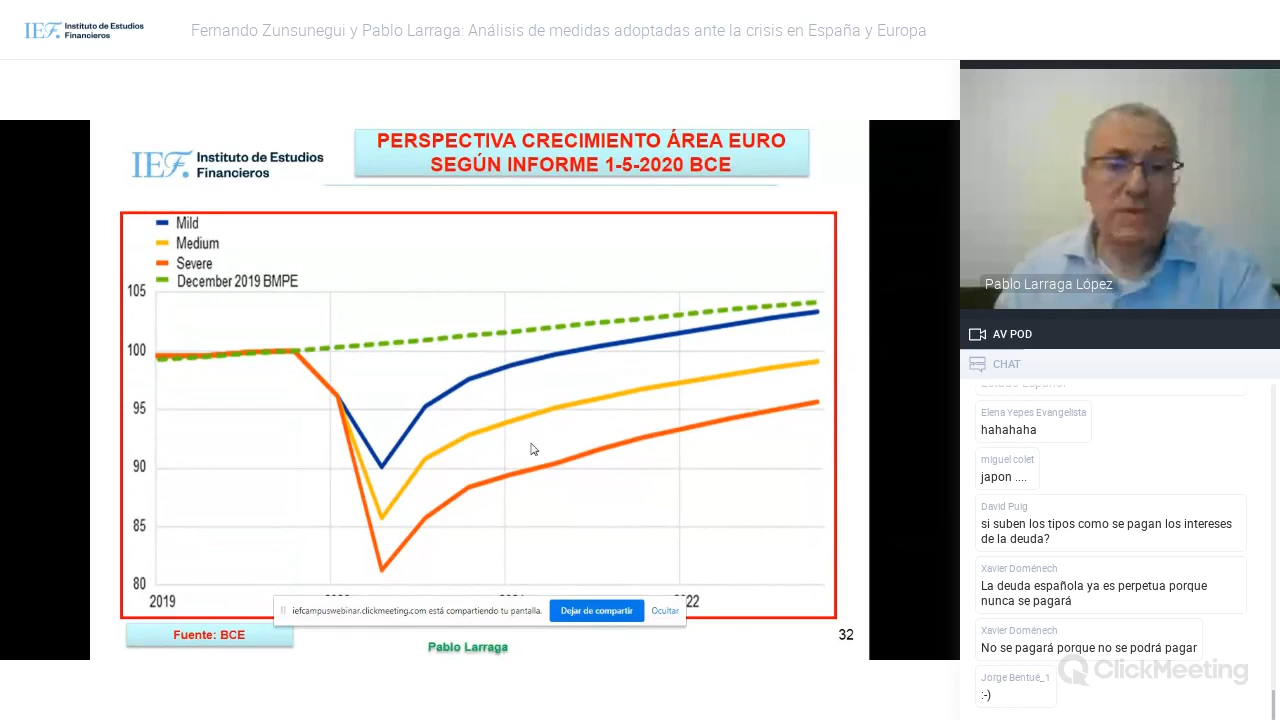 IEF. Instituto de Estudios
Financieros
Fernando Zunsunegui y Pablo Larraga: Análisis de medidas adoptadas ante la crisis en España y Europa
IEF. Instituto de Estudios
Financieros
PERSPECTIVA CRECIMIENTO ÁREA EURO
SEGÚN INFORME 1-5-2020 BCE
Mild
Medium
Severe
December 2019 BMPE
105
100
95
90
85
80
2019
iefcampuswebinar.clickmeeting.com está compartiendo tu pantalla.
Dejar de compartir
Ocultar
22
Fuente: BCE
Pablo Larraga
32
Pablo Larraga López
AV POD
CHAT
Elena Yepes Evangelista
hahahaha
miguel colet
japon ....
David Puig
si suben los tipos como se pagan los intereses
de la deuda?
Xavier Doménech
La deuda española ya es perpetua porque
nunca se pagará
Xavier Doménech
No se pagará porque no se podrá pagar
Jorge Bentué_1
:-)
ClickMeeting